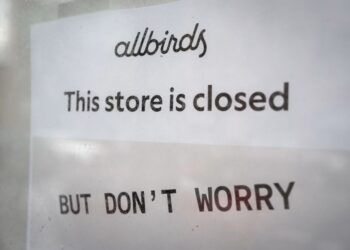 allbirds
This store is closed
BUT DON'T WORRY